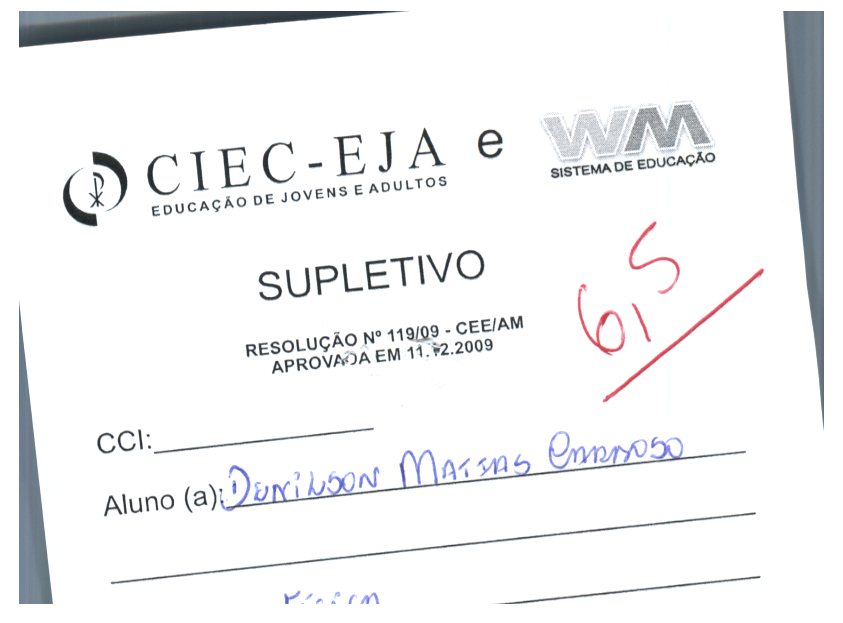 CIEC-EJA e WM
EDUCAÇÃO DE JOVENS E ADULTOS
SISTEMA DE EDUCAÇÃO
SUPLETIVO
6,5
RESOLUÇÃO Nº 119/09 - CEE/AM
APROVADA EM 11.12.2009
CCI:
Aluno (a): Denilson Matias Cardoso
Física